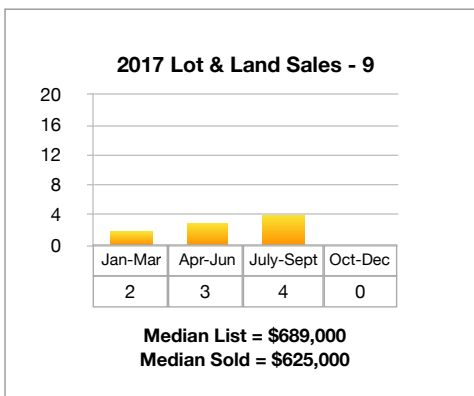 2017 Lot & Land Sales - 9
20
16
12
8
4
0
Jan-Mar Apr-Jun July-Sept Oct-Dec
2 3 4 0
Median List = $689,000
Median Sold = $625,000